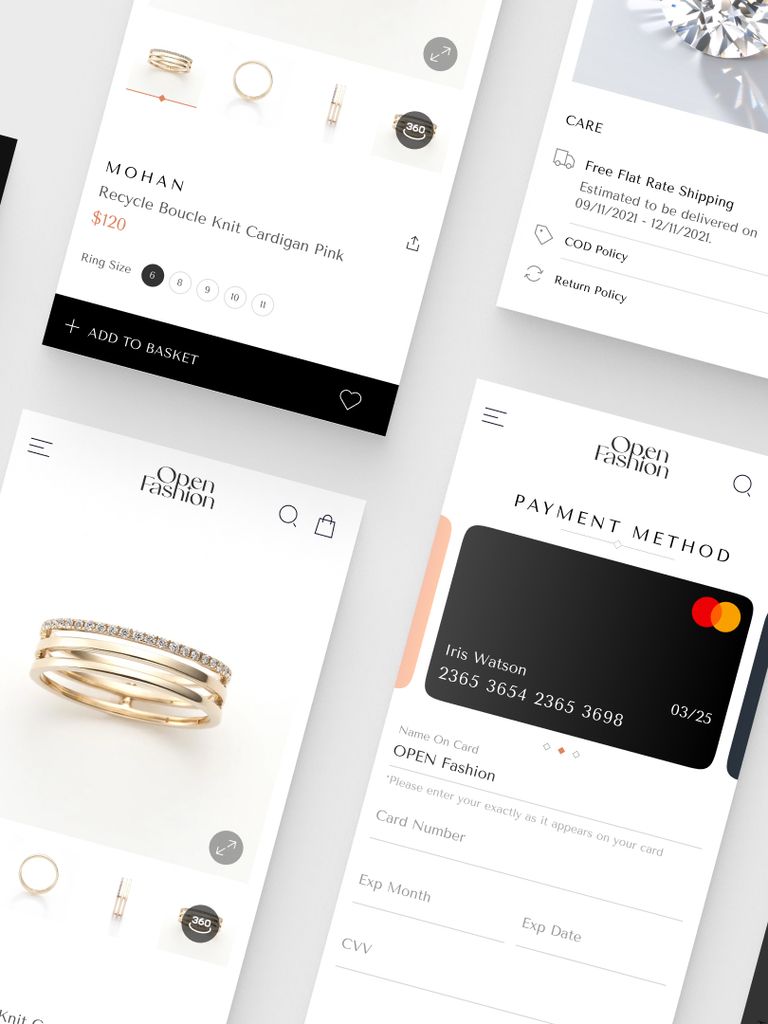 360
MOHAN
Recycle Boucle Knit Cardigan Pink
$120
Ring Size 6 8 9 10 11
+ ADD TO BASKET
CARE
Free Flat Rate Shipping
Estimated to be delivered on
09/11/2021 - 12/11/2021.
COD Policy
Return Policy
Open
Fashion
360
Knit
Open
Fashion
PAYMENT METHOD
Iris Watson
2365 3654 2365 3698
03/25
Name On Card
OPEN Fashion
*Please enter your exactly as it appears on your card
Card Number
Exp Month
Exp Date
CVV